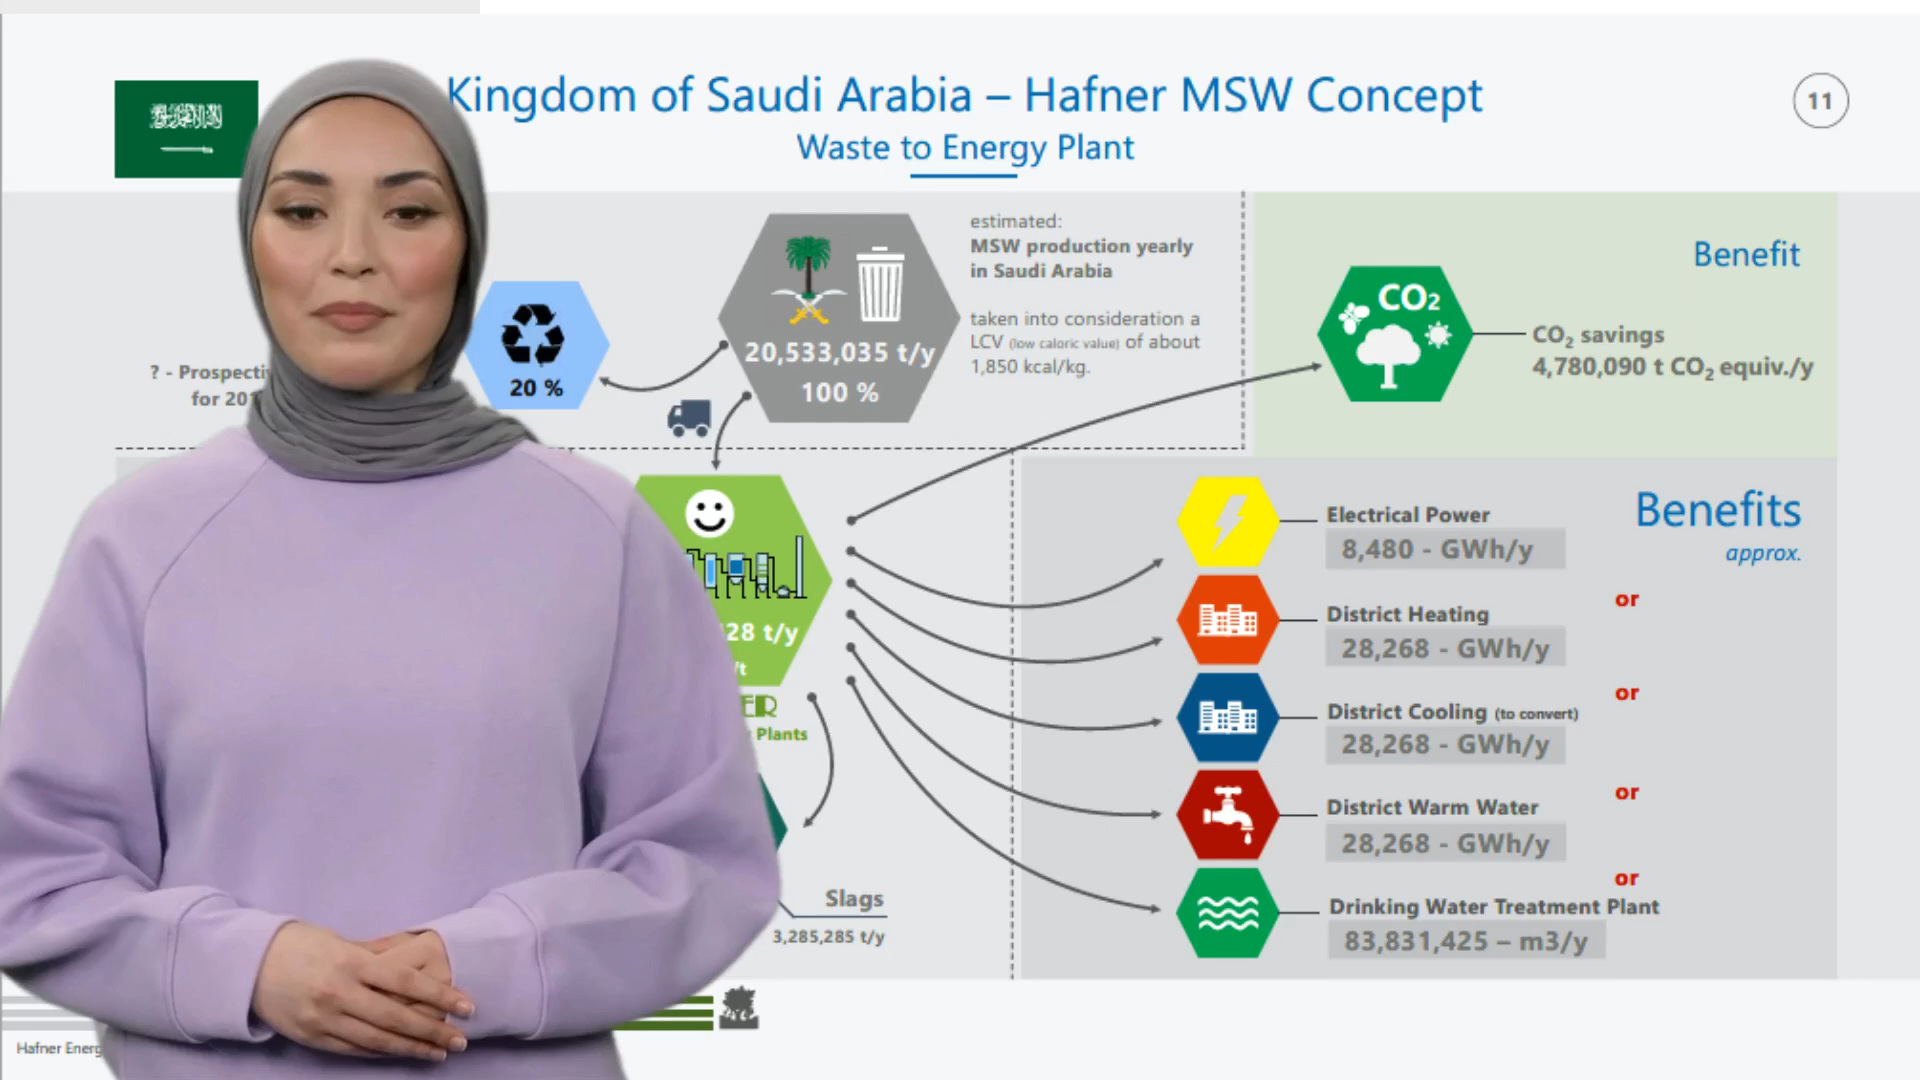 Kingdom of Saudi Arabia – Hafner MSW Concept
Waste to Energy Plant
11
estimated:
MSW production yearly
in Saudi Arabia
taken into consideration a
LCV (low caloric value) of about
1,850 kcal/kg.
20,533,035 t/y
100 %
20 %
? - Prospecti
for 20
Benefit
CO₂
CO₂ savings
4,780,090 t CO₂ equiv./y
28 t/y
/t
ER
Plants
Slags
3,285,285 t/y
Benefits
approx.
Electrical Power
8,480 - GWh/y
or
District Heating
28,268 - GWh/y
or
District Cooling (to convert)
28,268 - GWh/y
or
District Warm Water
28,268 - GWh/y
or
Drinking Water Treatment Plant
83,831,425 – m3/y
Hafner Energ